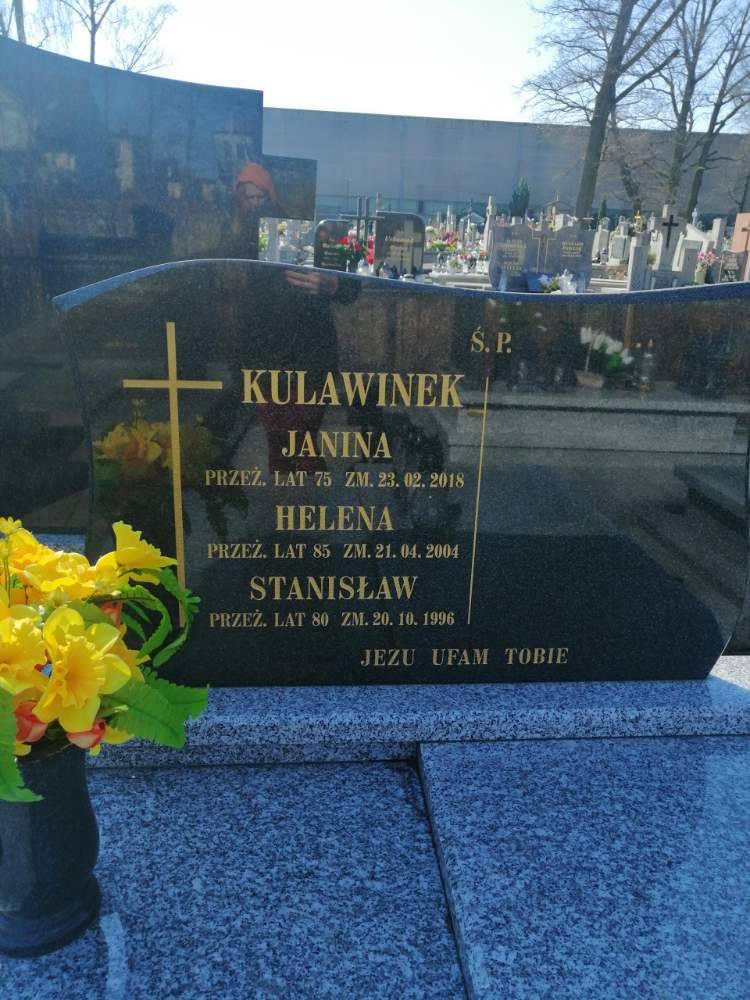 Ś. P.
KULAWINEK
JANINA
PRZEŻ. LAT 75 ZM. 23. 02. 2018
HELENA
PRZEŻ. LAT 85 ZM. 21. 04. 2004
STANISŁAW
PRZEŻ. LAT 80 ZM. 20. 10. 1996
JEZU UFAM TOBIE